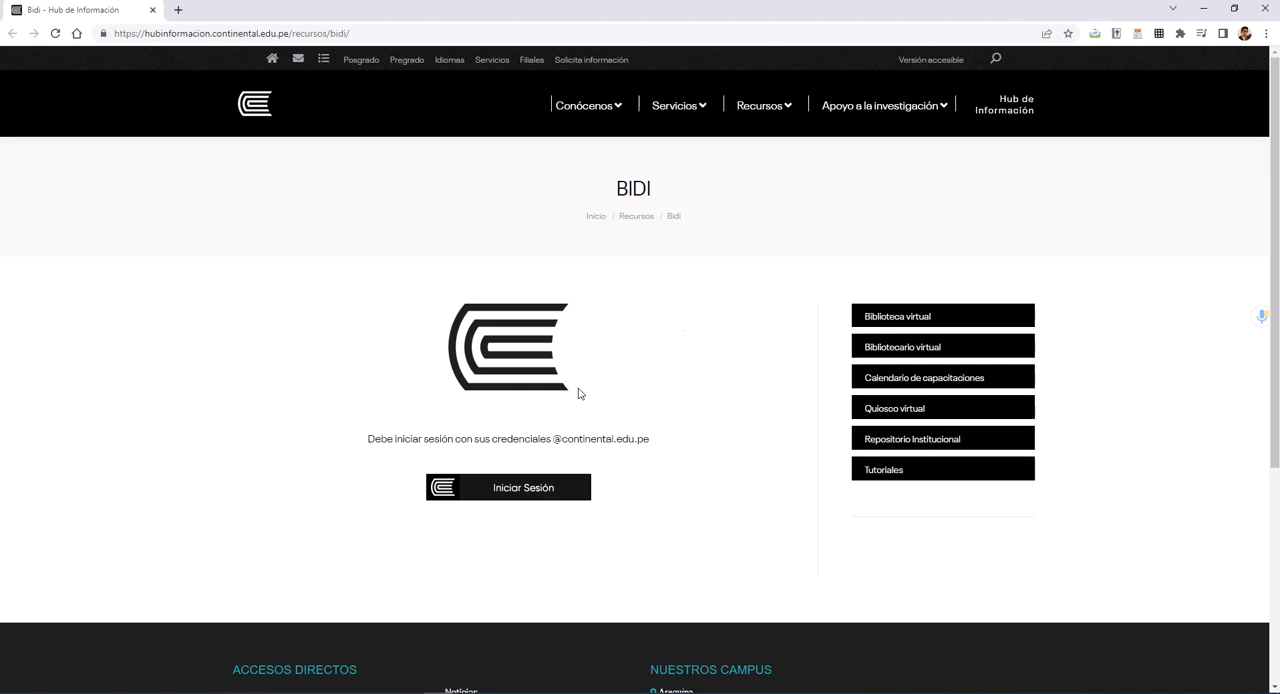 Bidi - Hub de Información
https://hubinformacion.continental.edu.pe/recursos/bidi/
Posgrado Pregrado Idiomas Servicios Filiales Solicita información Versión accesible
Conócenos Servicios Recursos Apoyo a la investigación
Hub de
Información
BIDI
Inicio / Recursos / Bidi
Debe iniciar sesión con sus credenciales @continental.edu.pe
Iniciar Sesión
Biblioteca virtual
Bibliotecario virtual
Calendario de capacitaciones
Quiosco virtual
Repositorio Institucional
Tutoriales
ACCESOS DIRECTOS
Noticias
NUESTROS CAMPUS
Arequipa